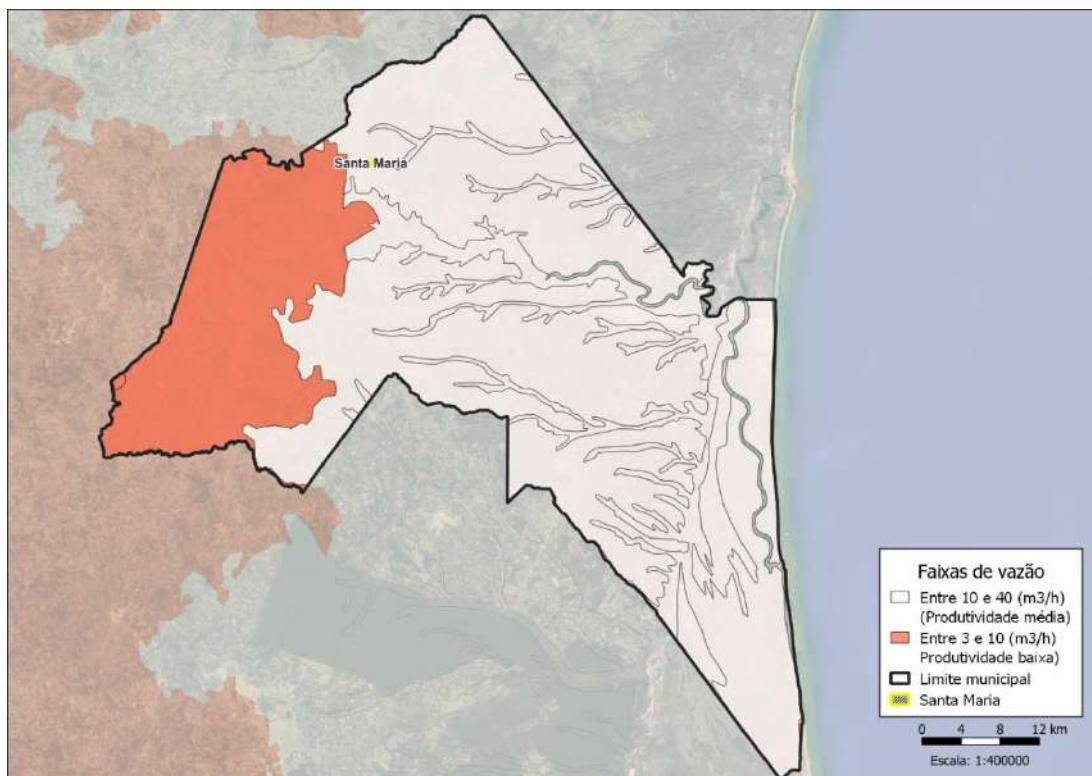 Santa Maria
Faixas de vazão
Entre 10 e 40 (m3/h)
(Produtividade média)
Entre 3 e 10 (m3/h)
Produtividade baixa)
Limite municipal
Santa Maria
0 4 8 12 km
Escala: 1:400000